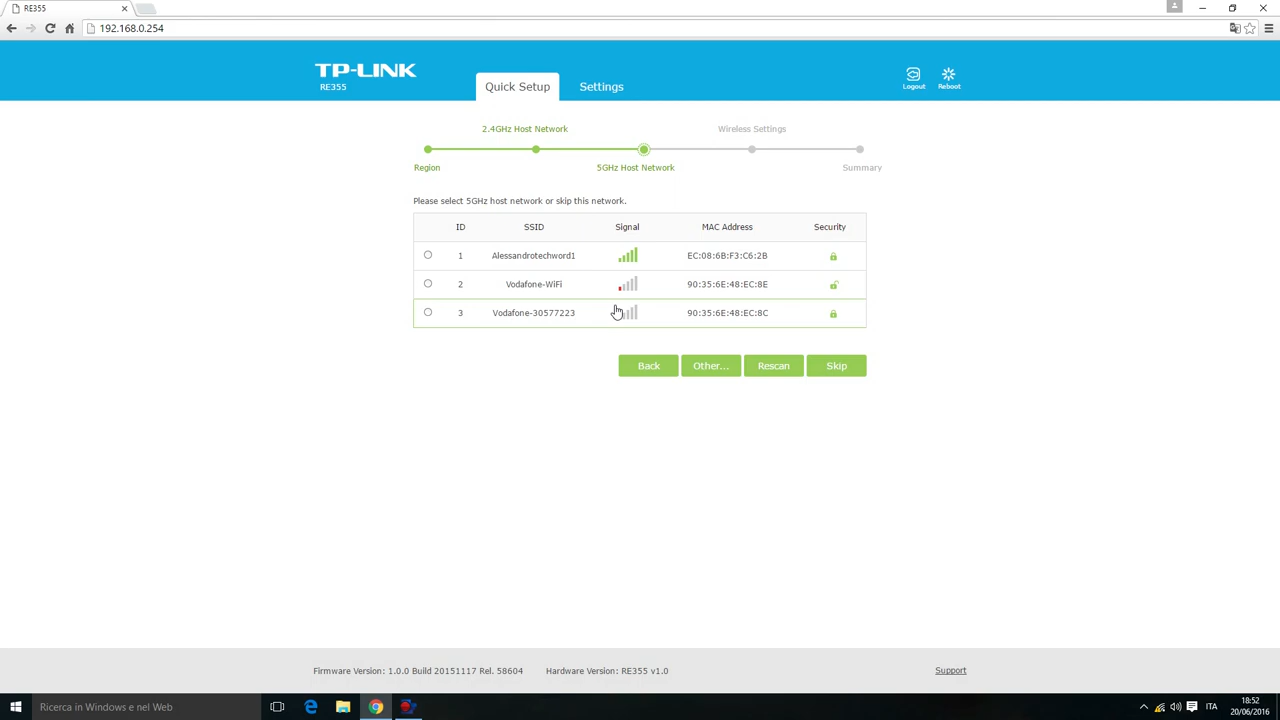 RE355
192.168.0.254
TP-LINK
RE355
Quick Setup
Settings
Logout
Reboot
2.4GHz Host Network
Wireless Settings
Region
5GHz Host Network
Summary
Please select 5GHz host network or skip this network.
ID SSID Signal MAC Address Security
1 Alessandrotechword1 EC:08:6B:F3:C6:2B
2 Vodafone-WiFi 90:35:6E:48:EC:8E
3 Vodafone-30577223 90:35:6E:48:EC:8C
Back Other... Rescan Skip
Firmware Version: 1.0.0 Build 20151117 Rel. 58604 Hardware Version: RE355 v1.0 Support
Ricerca in Windows e nel Web
ITA
18:52
20/06/2016